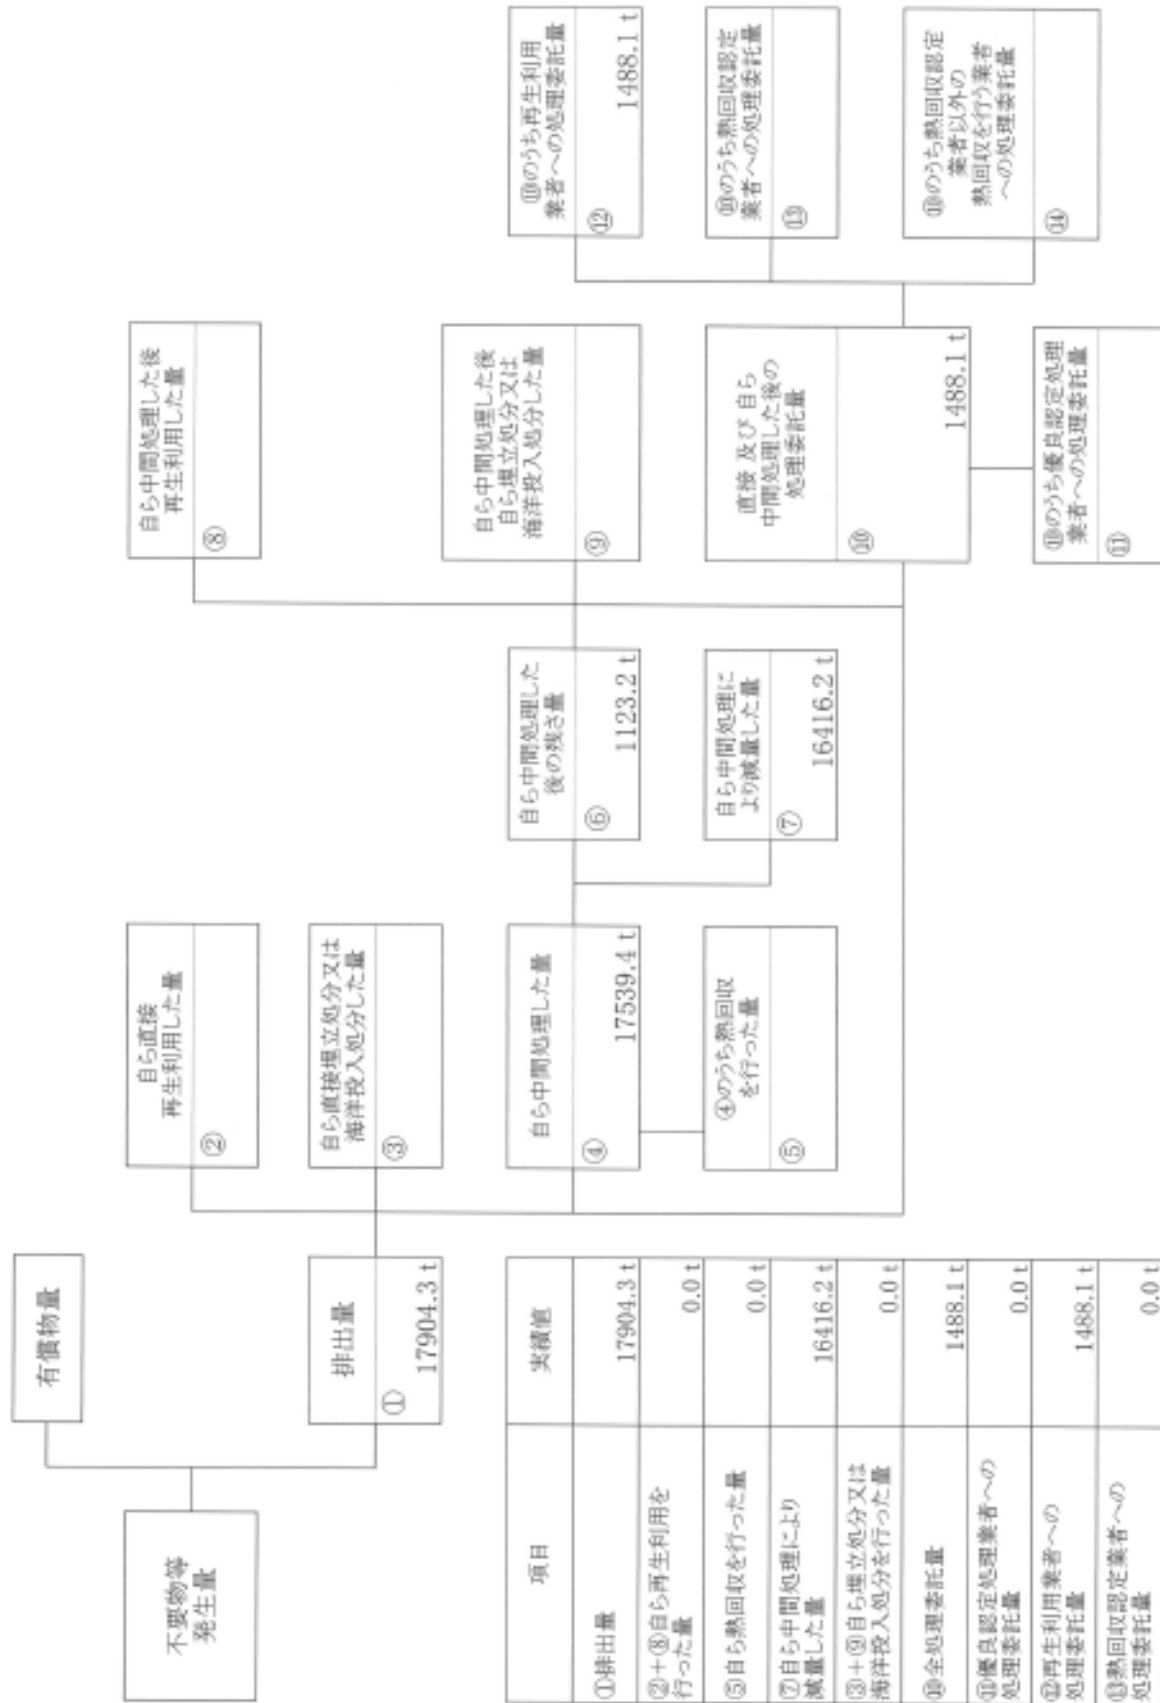 不要物等
発生量
有償物量
排出量
①
17904.3 t
自ら直接
再生利用した量
②
自ら直接埋立処分又は
海洋投入処分した量
③
自ら中間処理した量
④
17539.4 t
④のうち熱回収
を行った量
⑤
自ら中間処理した
後の残さ量
⑥
1123.2 t
自ら中間処理に
より減量した量
⑦
16416.2 t
自ら中間処理した後
再生利用した量
⑧
自ら中間処理した後
自ら埋立処分又は
海洋投入処分した量
⑨
直接 及び 自ら
中間処理した後の
処理委託量
⑩
1488.1 t
⑩のうち優良認定処理
業者への処理委託量
⑪
⑩のうち再生利用
業者への処理委託量
⑫
1488.1 t
⑩のうち熱回収認定
業者への処理委託量
⑬
⑩のうち熱回収認定
業者以外の
熱回収を行う業者
への処理委託量
⑭
項目
実績値
①排出量
17904.3 t
②+⑧自ら再生利用を
行った量
0.0 t
⑤自ら熱回収を行った量
0.0 t
⑦自ら中間処理により
減量した量
16416.2 t
③+⑨自ら埋立処分又は
海洋投入処分を行った量
0.0 t
⑩全処理委託量
1488.1 t
⑪優良認定処理業者への
処理委託量
0.0 t
⑫再生利用業者への
処理委託量
1488.1 t
⑬熱回収認定業者への
処理委託量
0.0 t